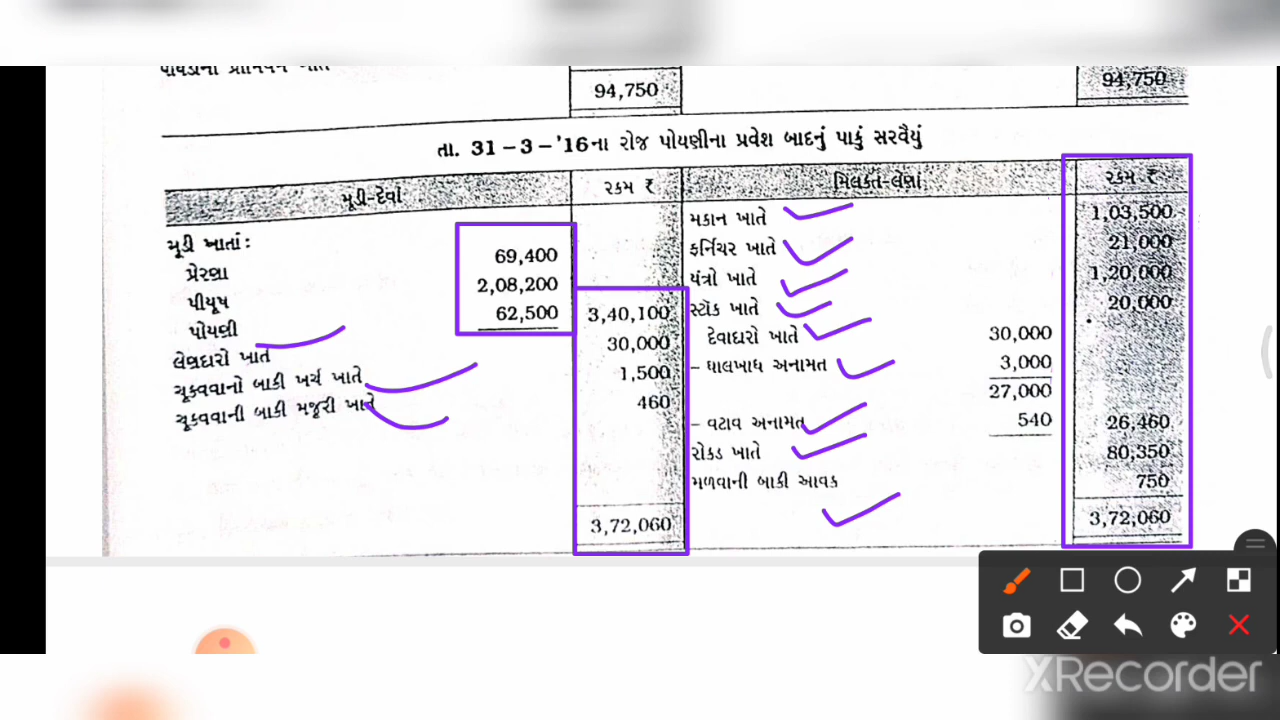 94,750 94,750
તા. 31 – 3 – '16ના રોજ પોયણીના પ્રવેશ બાદનું પાકું સરવૈયું
મૂડી-દેવાં રકમ ₹ મિલકત-લેણાં રકમ ₹
મૂડી ખાતાં : મકાન ખાતે 1,03,500
પ્રેરણા 69,400 ફર્નિચર ખાતે 21,000
પીયૂષ 2,08,200 યંત્રો ખાતે 1,20,000
પોયણી 62,500 3,40,100 સ્ટૉક ખાતે 20,000
લેણદારો ખાતે 30,000 દેવાદારો ખાતે 30,000
ચૂકવવાનો બાકી ખર્ચ ખાતે 1,500 – ઘાલખાધ અનામત 3,000
ચૂકવવાની બાકી મજૂરી ખાતે 460 27,000
– વટાવ અનામત 540 26,460
રોકડ ખાતે 80,350
મળવાની બાકી આવક 750
3,72,060 3,72,060
XRecorder